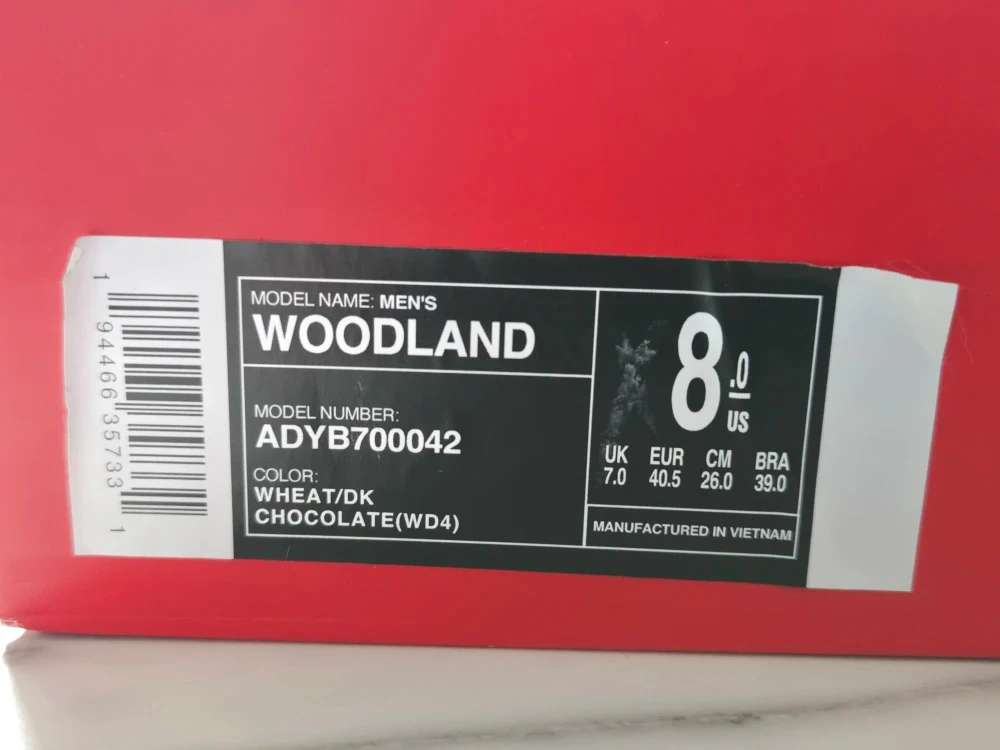 1 94466 35733 1
MODEL NAME: MEN'S
WOODLAND
MODEL NUMBER:
ADYB700042
COLOR:
WHEAT/DK
CHOCOLATE(WD4)
8.0
US
UK EUR CM BRA
7.0 40.5 26.0 39.0
MANUFACTURED IN VIETNAM